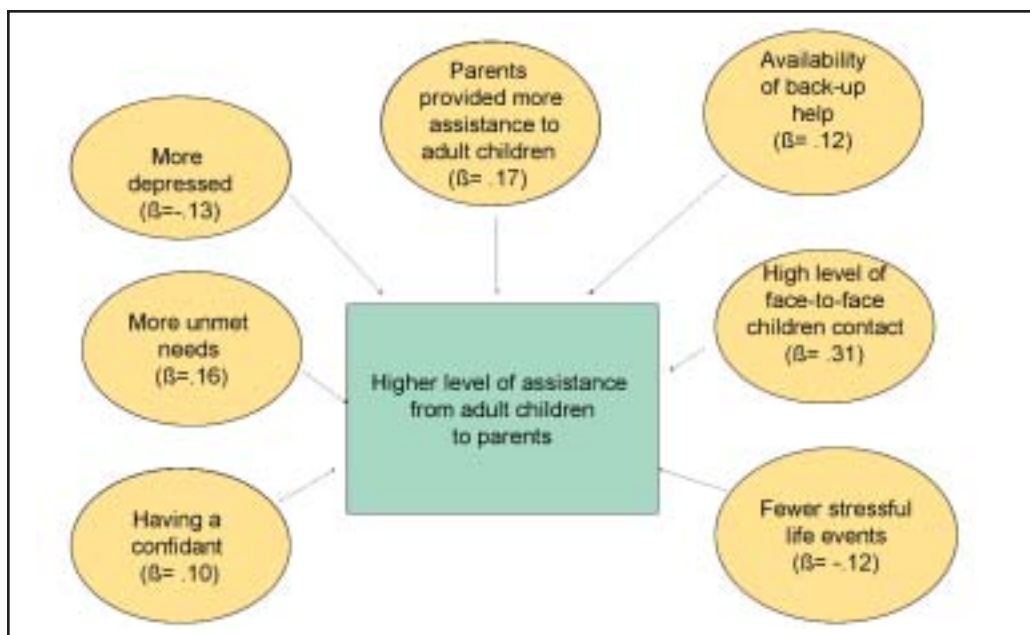 Parents
provided more
assistance to
adult children
(ß= .17)
Availability
of back-up
help
(ß= .12)
More
depressed
(ß=-.13)
High level of
face-to-face
children contact
(ß= .31)
More unmet
needs
(ß=.16)
Higher level of assistance
from adult children
to parents
Having a
confidant
(ß= .10)
Fewer stressful
life events
(ß= -.12)